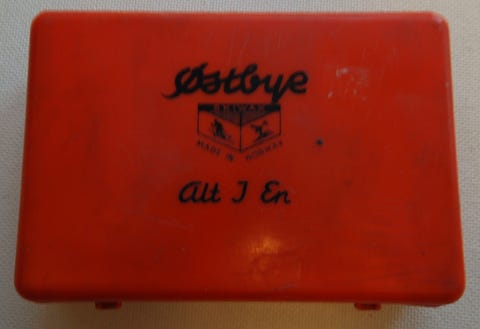 Østbye
SKIWAX
MADE IN NORWAY
Alt I En